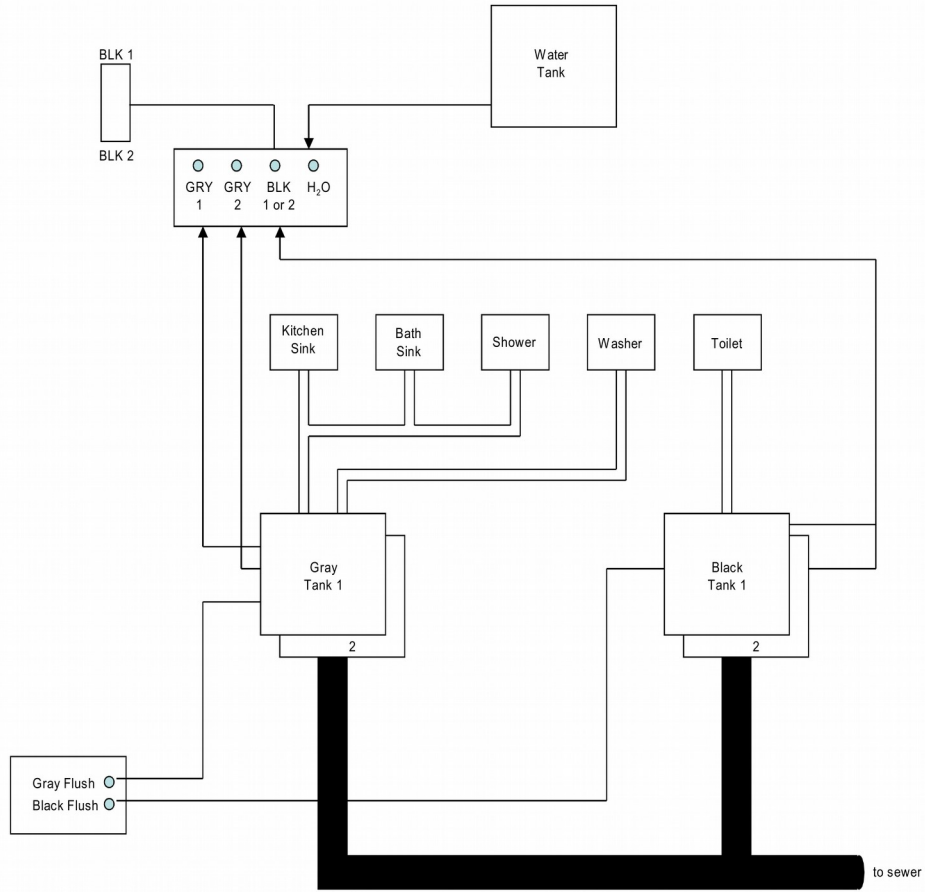 Water
Tank
BLK 1
BLK 2
GRY
1
GRY
2
BLK
1 or 2
H₂O
Kitchen
Sink
Bath
Sink
Shower
Washer
Toilet
Gray
Tank 1
2
Black
Tank 1
2
Gray Flush
Black Flush
to sewer